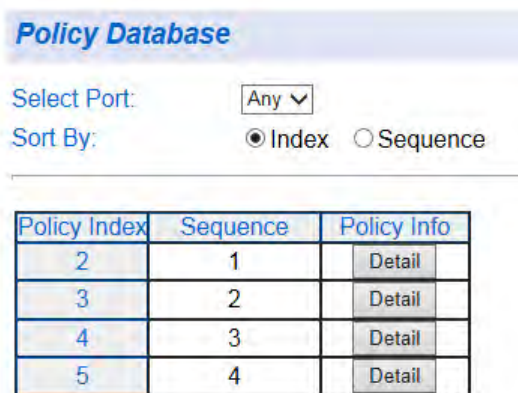 Policy Database
Select Port: Any
Sort By: Index Sequence
Policy Index Sequence Policy Info
2 1 Detail
3 2 Detail
4 3 Detail
5 4 Detail